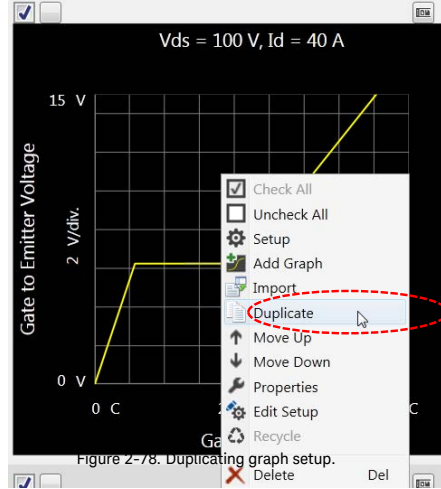 Vds = 100 V, Id = 40 A
15 V
Gate to Emitter Voltage
2 V/div.
0 V
0 C
2
C
Ga
Check All
Uncheck All
Setup
Add Graph
Import
Duplicate
Move Up
Move Down
Properties
Edit Setup
Recycle
Delete Del
Figure 2-78. Duplicating graph setup.